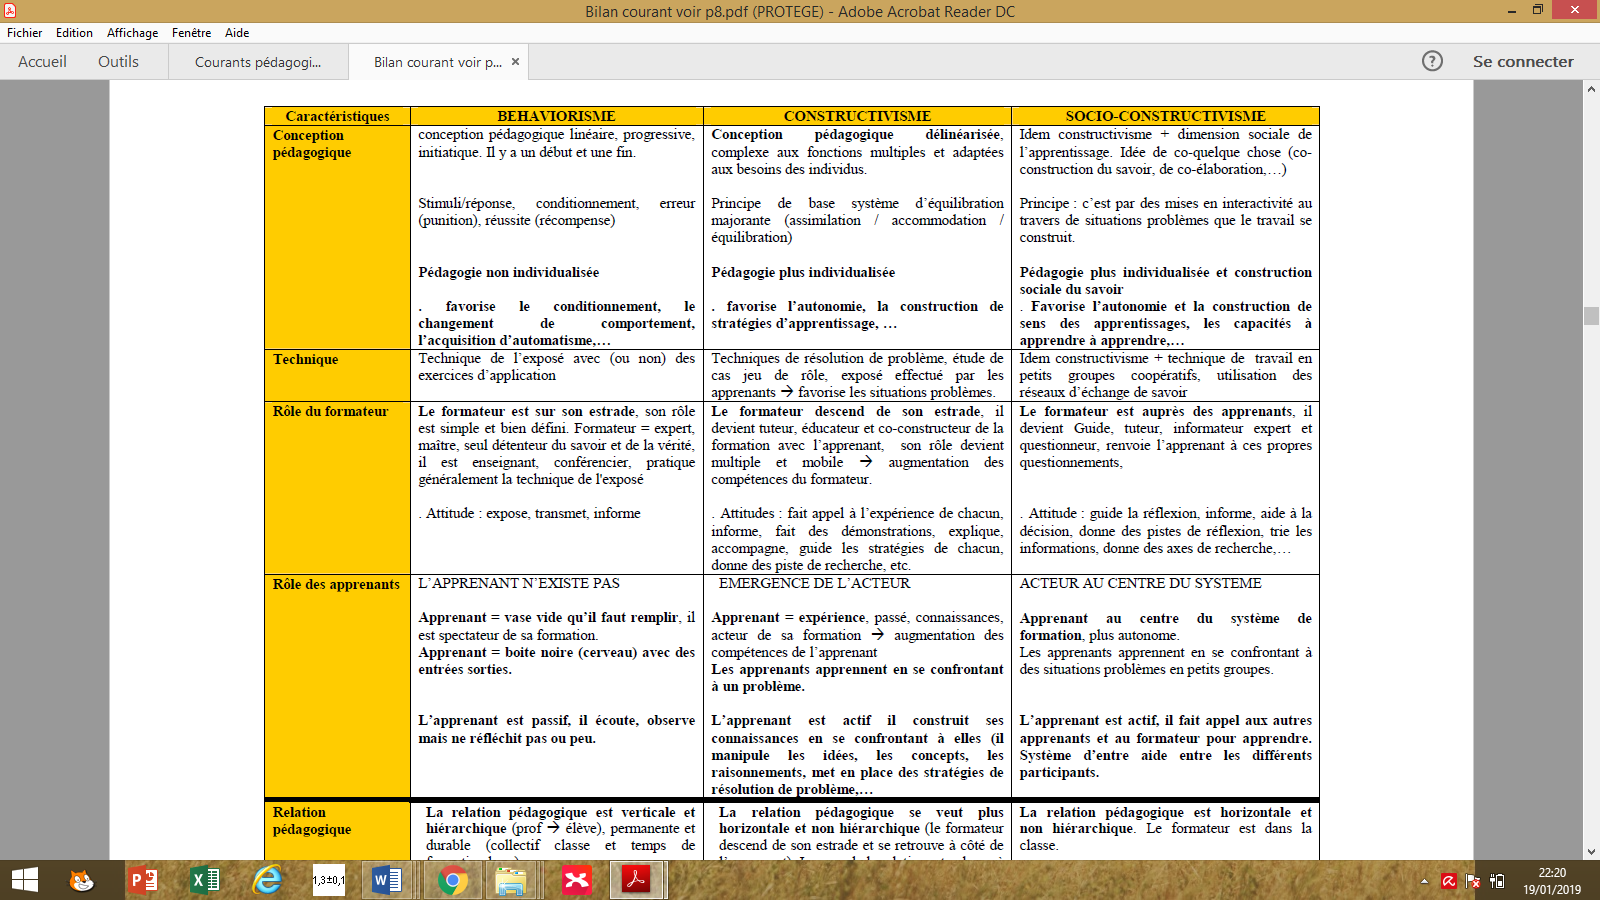 Bilan courant voir p8.pdf (PROTEGE) - Adobe Acrobat Reader DC
Fichier Edition Affichage Fenêtre Aide
Accueil Outils Courants pédagogi... Bilan courant voir p... × ? Se connecter
Caractéristiques BEHAVIORISME CONSTRUCTIVISME SOCIO-CONSTRUCTIVISME
Conception
pédagogique
conception pédagogique linéaire, progressive,
initiatique. Il y a un début et une fin.
Stimuli/réponse, conditionnement, erreur
(punition), réussite (récompense)
Pédagogie non individualisée
. favorise le conditionnement, le
changement de comportement,
l'acquisition d'automatisme,…
Conception pédagogique délinéarisée,
complexe aux fonctions multiples et adaptées
aux besoins des individus.
Principe de base système d'équilibration
majorante (assimilation / accommodation /
équilibration)
Pédagogie plus individualisée
. favorise l'autonomie, la construction de
stratégies d'apprentissage, …
Idem constructivisme + dimension sociale de
l'apprentissage. Idée de co-quelque chose (co-
construction du savoir, de co-élaboration,…)
Principe : c'est par des mises en interactivité au
travers de situations problèmes que le travail se
construit.
Pédagogie plus individualisée et construction
sociale du savoir
. Favorise l'autonomie et la construction de
sens des apprentissages, les capacités à
apprendre à apprendre,…
Technique
Technique de l'exposé avec (ou non) des
exercices d'application
Techniques de résolution de problème, étude de
cas jeu de rôle, exposé effectué par les
apprenants → favorise les situations problèmes.
Idem constructivisme + technique de travail en
petits groupes coopératifs, utilisation des
réseaux d'échange de savoir
Rôle du formateur
Le formateur est sur son estrade, son rôle
est simple et bien défini. Formateur = expert,
maître, seul détenteur du savoir et de la vérité,
il est enseignant, conférencier, pratique
généralement la technique de l'exposé
. Attitude : expose, transmet, informe
Le formateur descend de son estrade, il
devient tuteur, éducateur et co-constructeur de la
formation avec l'apprenant, son rôle devient
multiple et mobile → augmentation des
compétences du formateur.
. Attitudes : fait appel à l'expérience de chacun,
informe, fait des démonstrations, explique,
accompagne, guide les stratégies de chacun,
donne des piste de recherche, etc.
Le formateur est auprès des apprenants, il
devient Guide, tuteur, informateur expert et
questionneur, renvoie l'apprenant à ces propres
questionnements,
. Attitude : guide la réflexion, informe, aide à la
décision, donne des pistes de réflexion, trie les
informations, donne des axes de recherche,…
Rôle des apprenants
L'APPRENANT N'EXISTE PAS
Apprenant = vase vide qu'il faut remplir, il
est spectateur de sa formation.
Apprenant = boite noire (cerveau) avec des
entrées sorties.
L'apprenant est passif, il écoute, observe
mais ne réfléchit pas ou peu.
EMERGENCE DE L'ACTEUR
Apprenant = expérience, passé, connaissances,
acteur de sa formation → augmentation des
compétences de l'apprenant
Les apprenants apprennent en se confrontant
à un problème.
L'apprenant est actif il construit ses
connaissances en se confrontant à elles (il
manipule les idées, les concepts, les
raisonnements, met en place des stratégies de
résolution de problème,…
ACTEUR AU CENTRE DU SYSTEME
Apprenant au centre du système de
formation, plus autonome.
Les apprenants apprennent en se confrontant à
des situations problèmes en petits groupes.
L'apprenant est actif, il fait appel aux autres
apprenants et au formateur pour apprendre.
Système d'entre aide entre les différents
participants.
Relation
pédagogique
La relation pédagogique est verticale et
hiérarchique (prof → élève), permanente et
durable (collectif classe et temps de
La relation pédagogique se veut plus
horizontale et non hiérarchique (le formateur
descend de son estrade et se retrouve à côté de
La relation pédagogique est horizontale et
non hiérarchique. Le formateur est dans la
classe.
1,3±0,1
22:20
19/01/2019